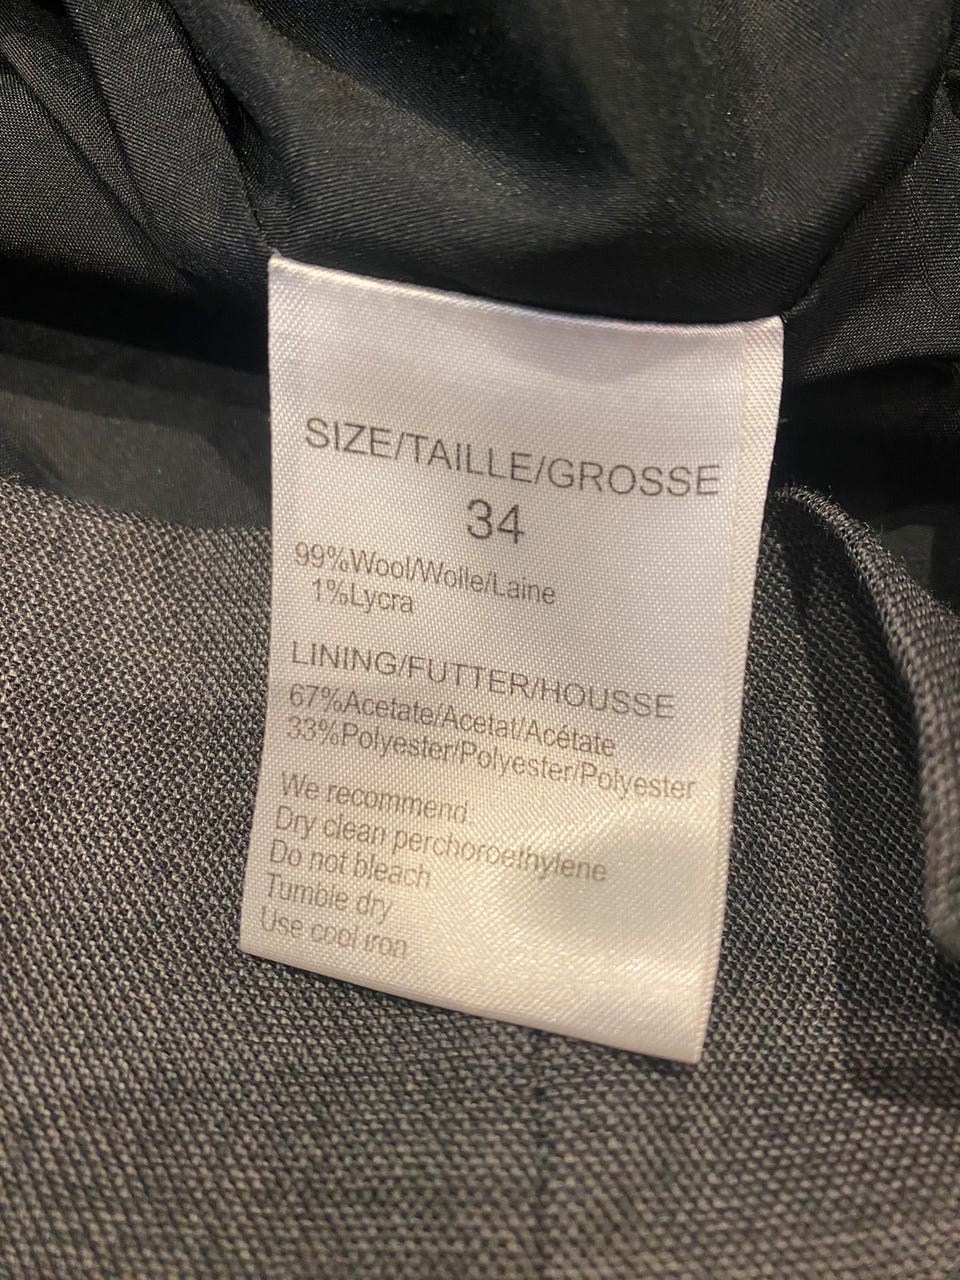 SIZE/TAILLE/GROSSE
34
99%Wool/Wolle/Laine
1%Lycra
LINING/FUTTER/HOUSSE
67%Acetate/Acetat/Acétate
33%Polyester/Polyester/Polyester
We recommend.
Dry clean perchoroethylene
Do not bleach
Tumble dry
Use cool iron